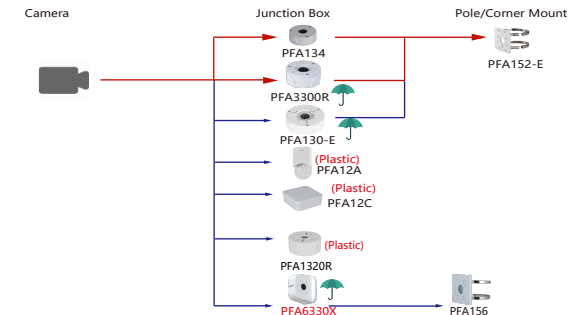 Camera
Junction Box
Pole/Corner Mount
PFA134
PFA152-E
PFA3300R
PFA130-E
(Plastic)
PFA12A
(Plastic)
PFA12C
(Plastic)
PFA1320R
PFA6330X
PFA156